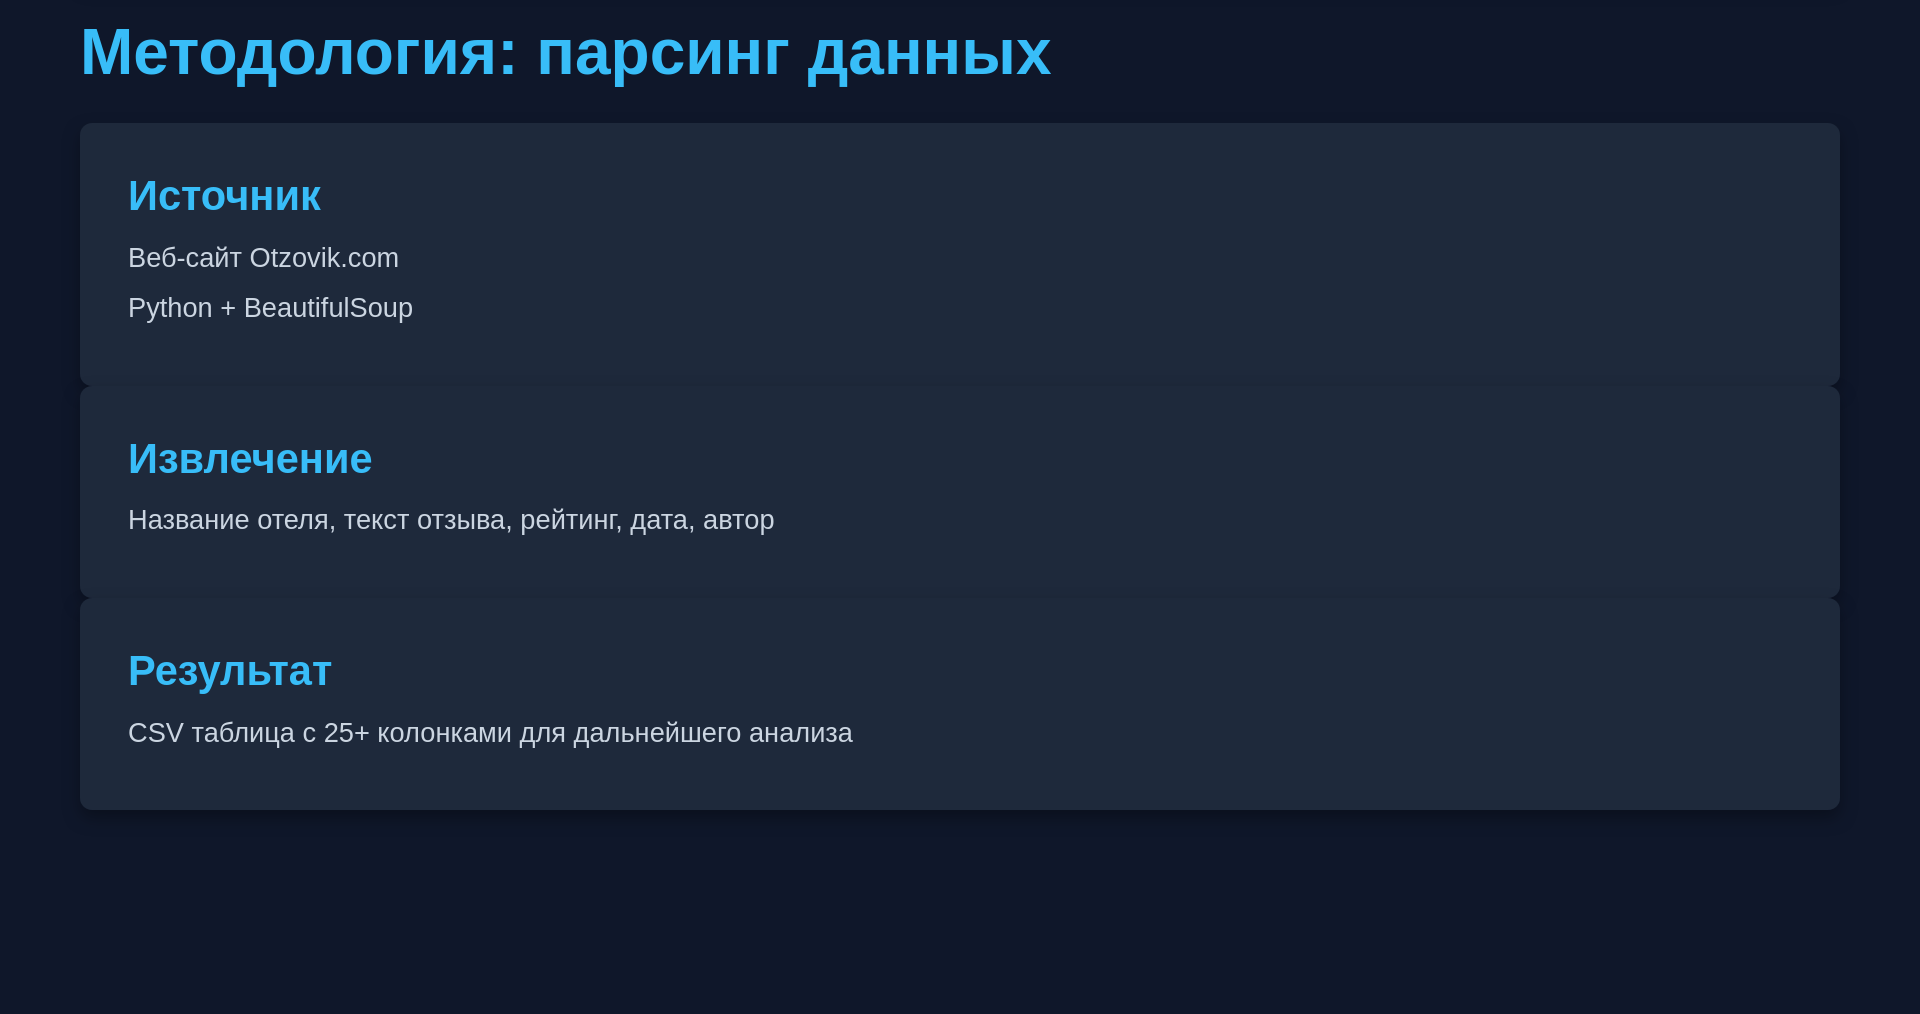 Методология: парсинг данных
Источник
Веб-сайт Otzovik.com
Python + BeautifulSoup
Извлечение
Название отеля, текст отзыва, рейтинг, дата, автор
Результат
CSV таблица с 25+ колонками для дальнейшего анализа